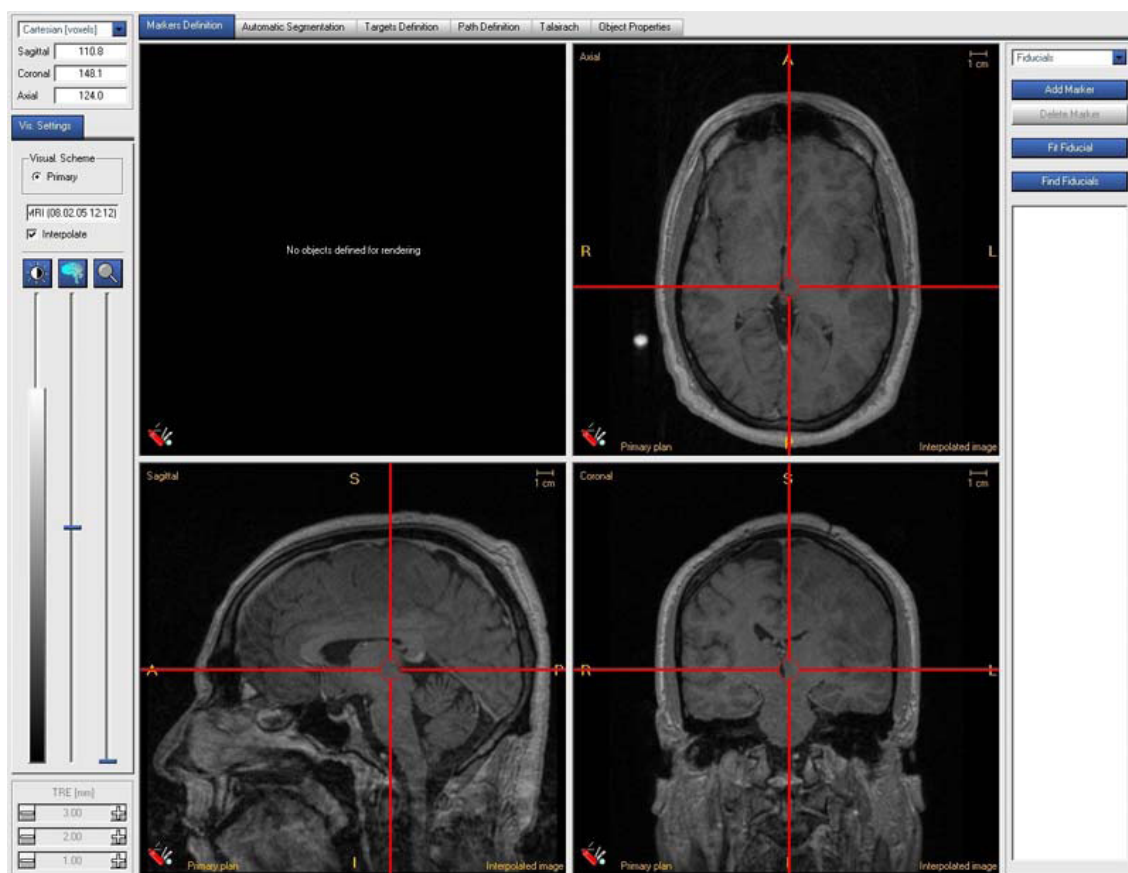 Cartesian [voxels]
Sagittal 110.8
Coronal 148.1
Axial 124.0
Vis. Settings
Visual. Scheme
Primary
MRI (08.02.05 12:12)
Interpolate
TRE [mm]
3.00
2.00
1.00
Markers Definition Automatic Segmentation Targets Definition Path Definition Talairach Object Properties
No objects defined for rendering
Axial
A
1 cm
R
L
P
Primary plan
Interpolated image
Sagittal
S
1 cm
A
P
I
Primary plan
Interpolated image
Coronal
S
1 cm
R
L
I
Primary plan
Interpolated image
Fiducials
Add Marker
Delete Marker
Fit Fiducial
Find Fiducials